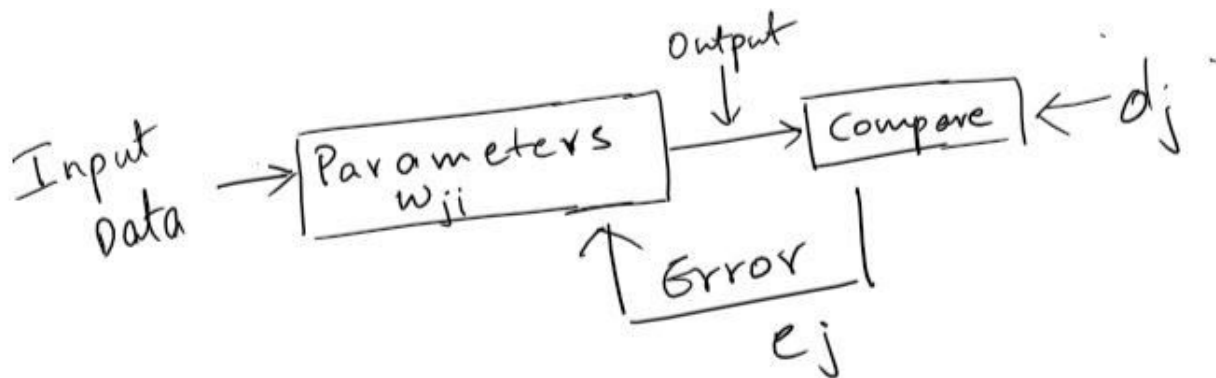 Output
Input
Data
Parameters
wji
Compare
dj
Error
ej